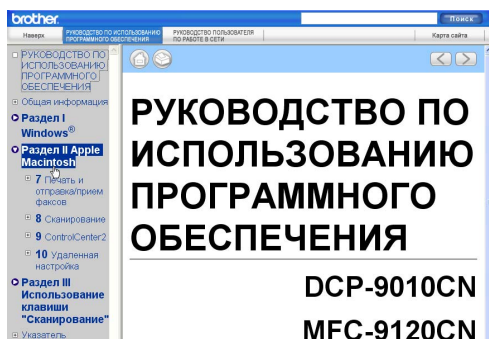 brother.
Поиск
Наверх
РУКОВОДСТВО ПО ИСПОЛЬЗОВАНИЮ
ПРОГРАММНОГО ОБЕСПЕЧЕНИЯ
РУКОВОДСТВО ПОЛЬЗОВАТЕЛЯ
ПО РАБОТЕ В СЕТИ
Карта сайта
РУКОВОДСТВО ПО
ИСПОЛЬЗОВАНИЮ
ПРОГРАММНОГО
ОБЕСПЕЧЕНИЯ
Общая информация
Раздел I
Windows®
Раздел II Apple
Macintosh
7 Печать и
отправка/прием
факсов
8 Сканирование
9 ControlCenter2
10 Удаленная
настройка
Раздел III
Использование
клавиши
"Сканирование"
Указатель
РУКОВОДСТВО ПО
ИСПОЛЬЗОВАНИЮ
ПРОГРАММНОГО
ОБЕСПЕЧЕНИЯ
DCP-9010CN
MFC-9120CN